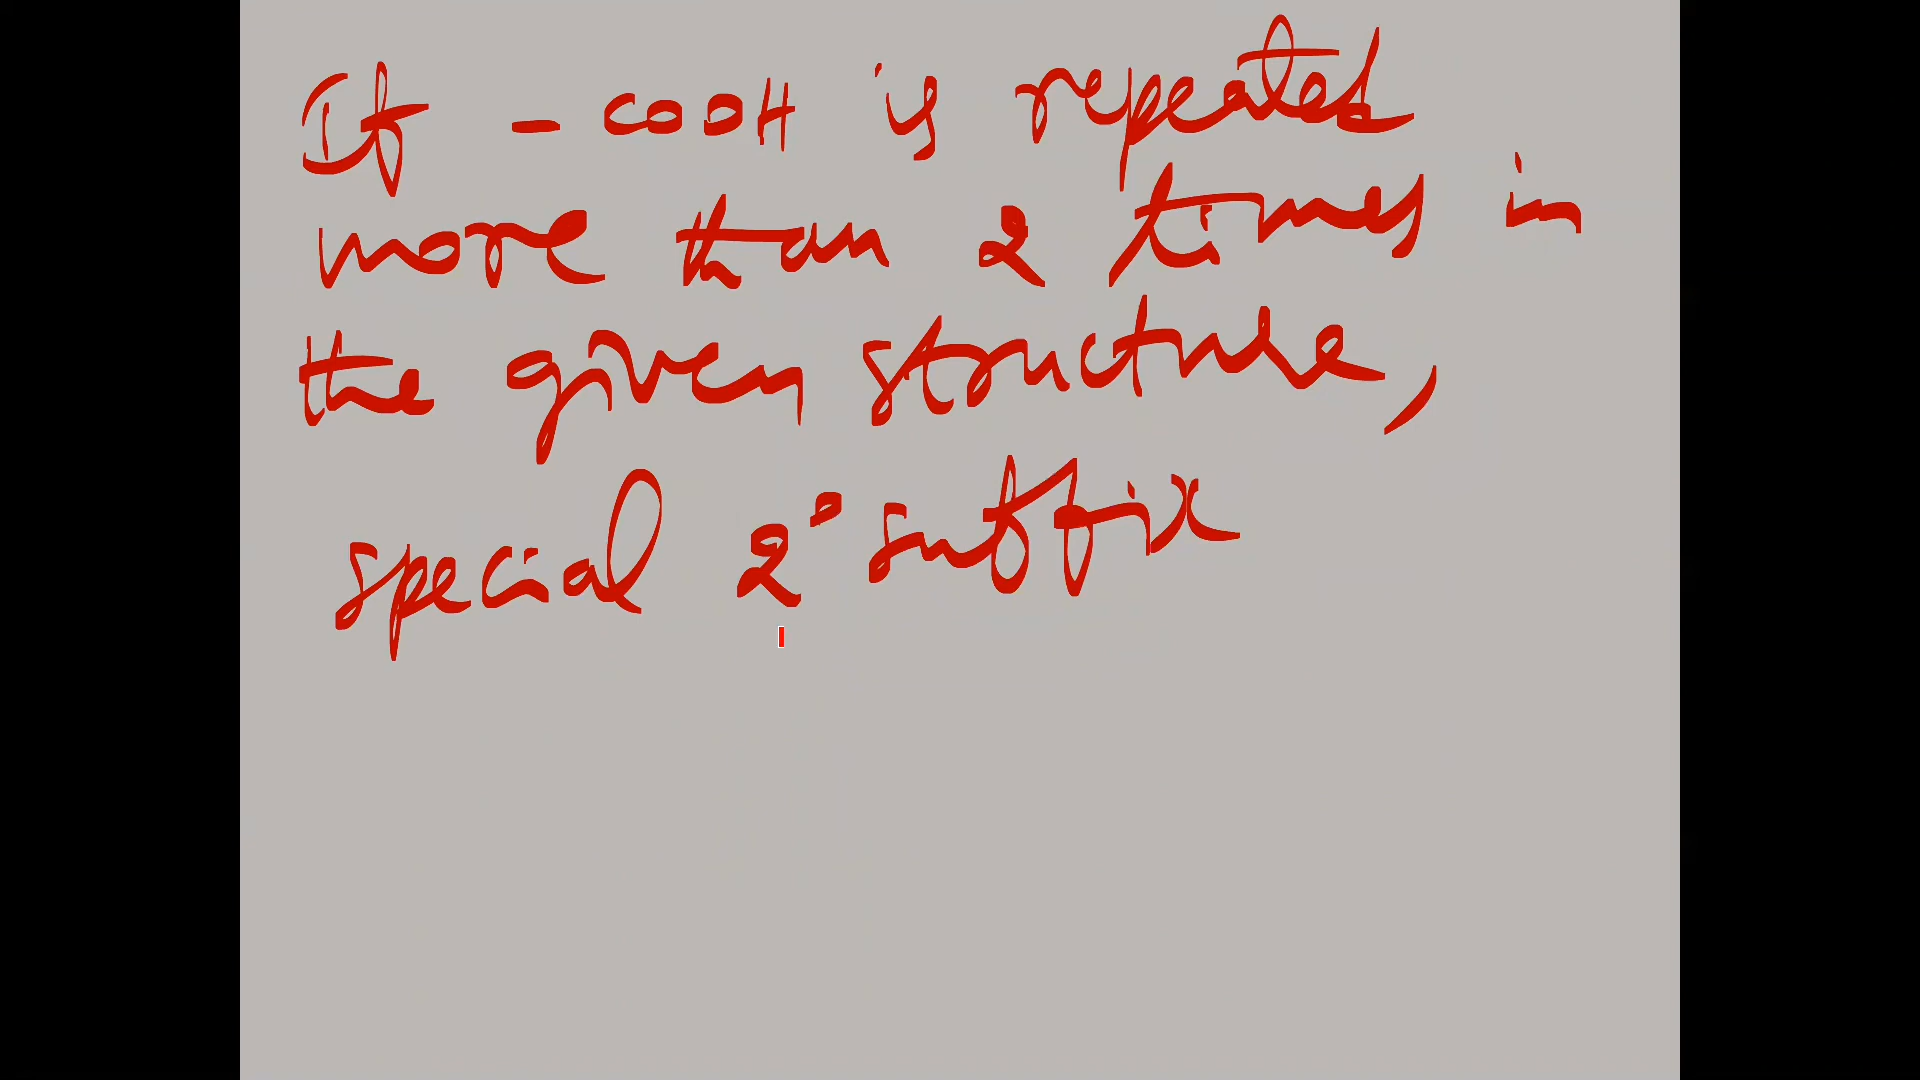 If -COOH is repeated
more than 2 times in
the given structure,
special 2° suffix